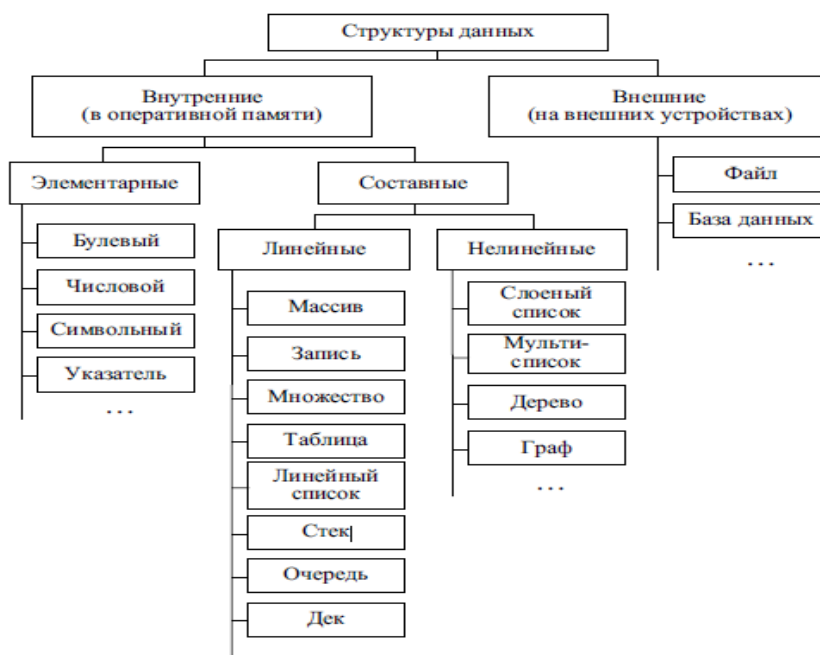 Структуры данных
Внутренние
(в оперативной памяти)
Внешние
(на внешних устройствах)
Элементарные
Составные
Файл
База данных
...
Булевый
Числовой
Символьный
Указатель
...
Линейные
Нелинейные
Массив
Запись
Множество
Таблица
Линейный
список
Стек
Очередь
Дек
Слоеный
список
Мульти-
список
Дерево
Граф
...